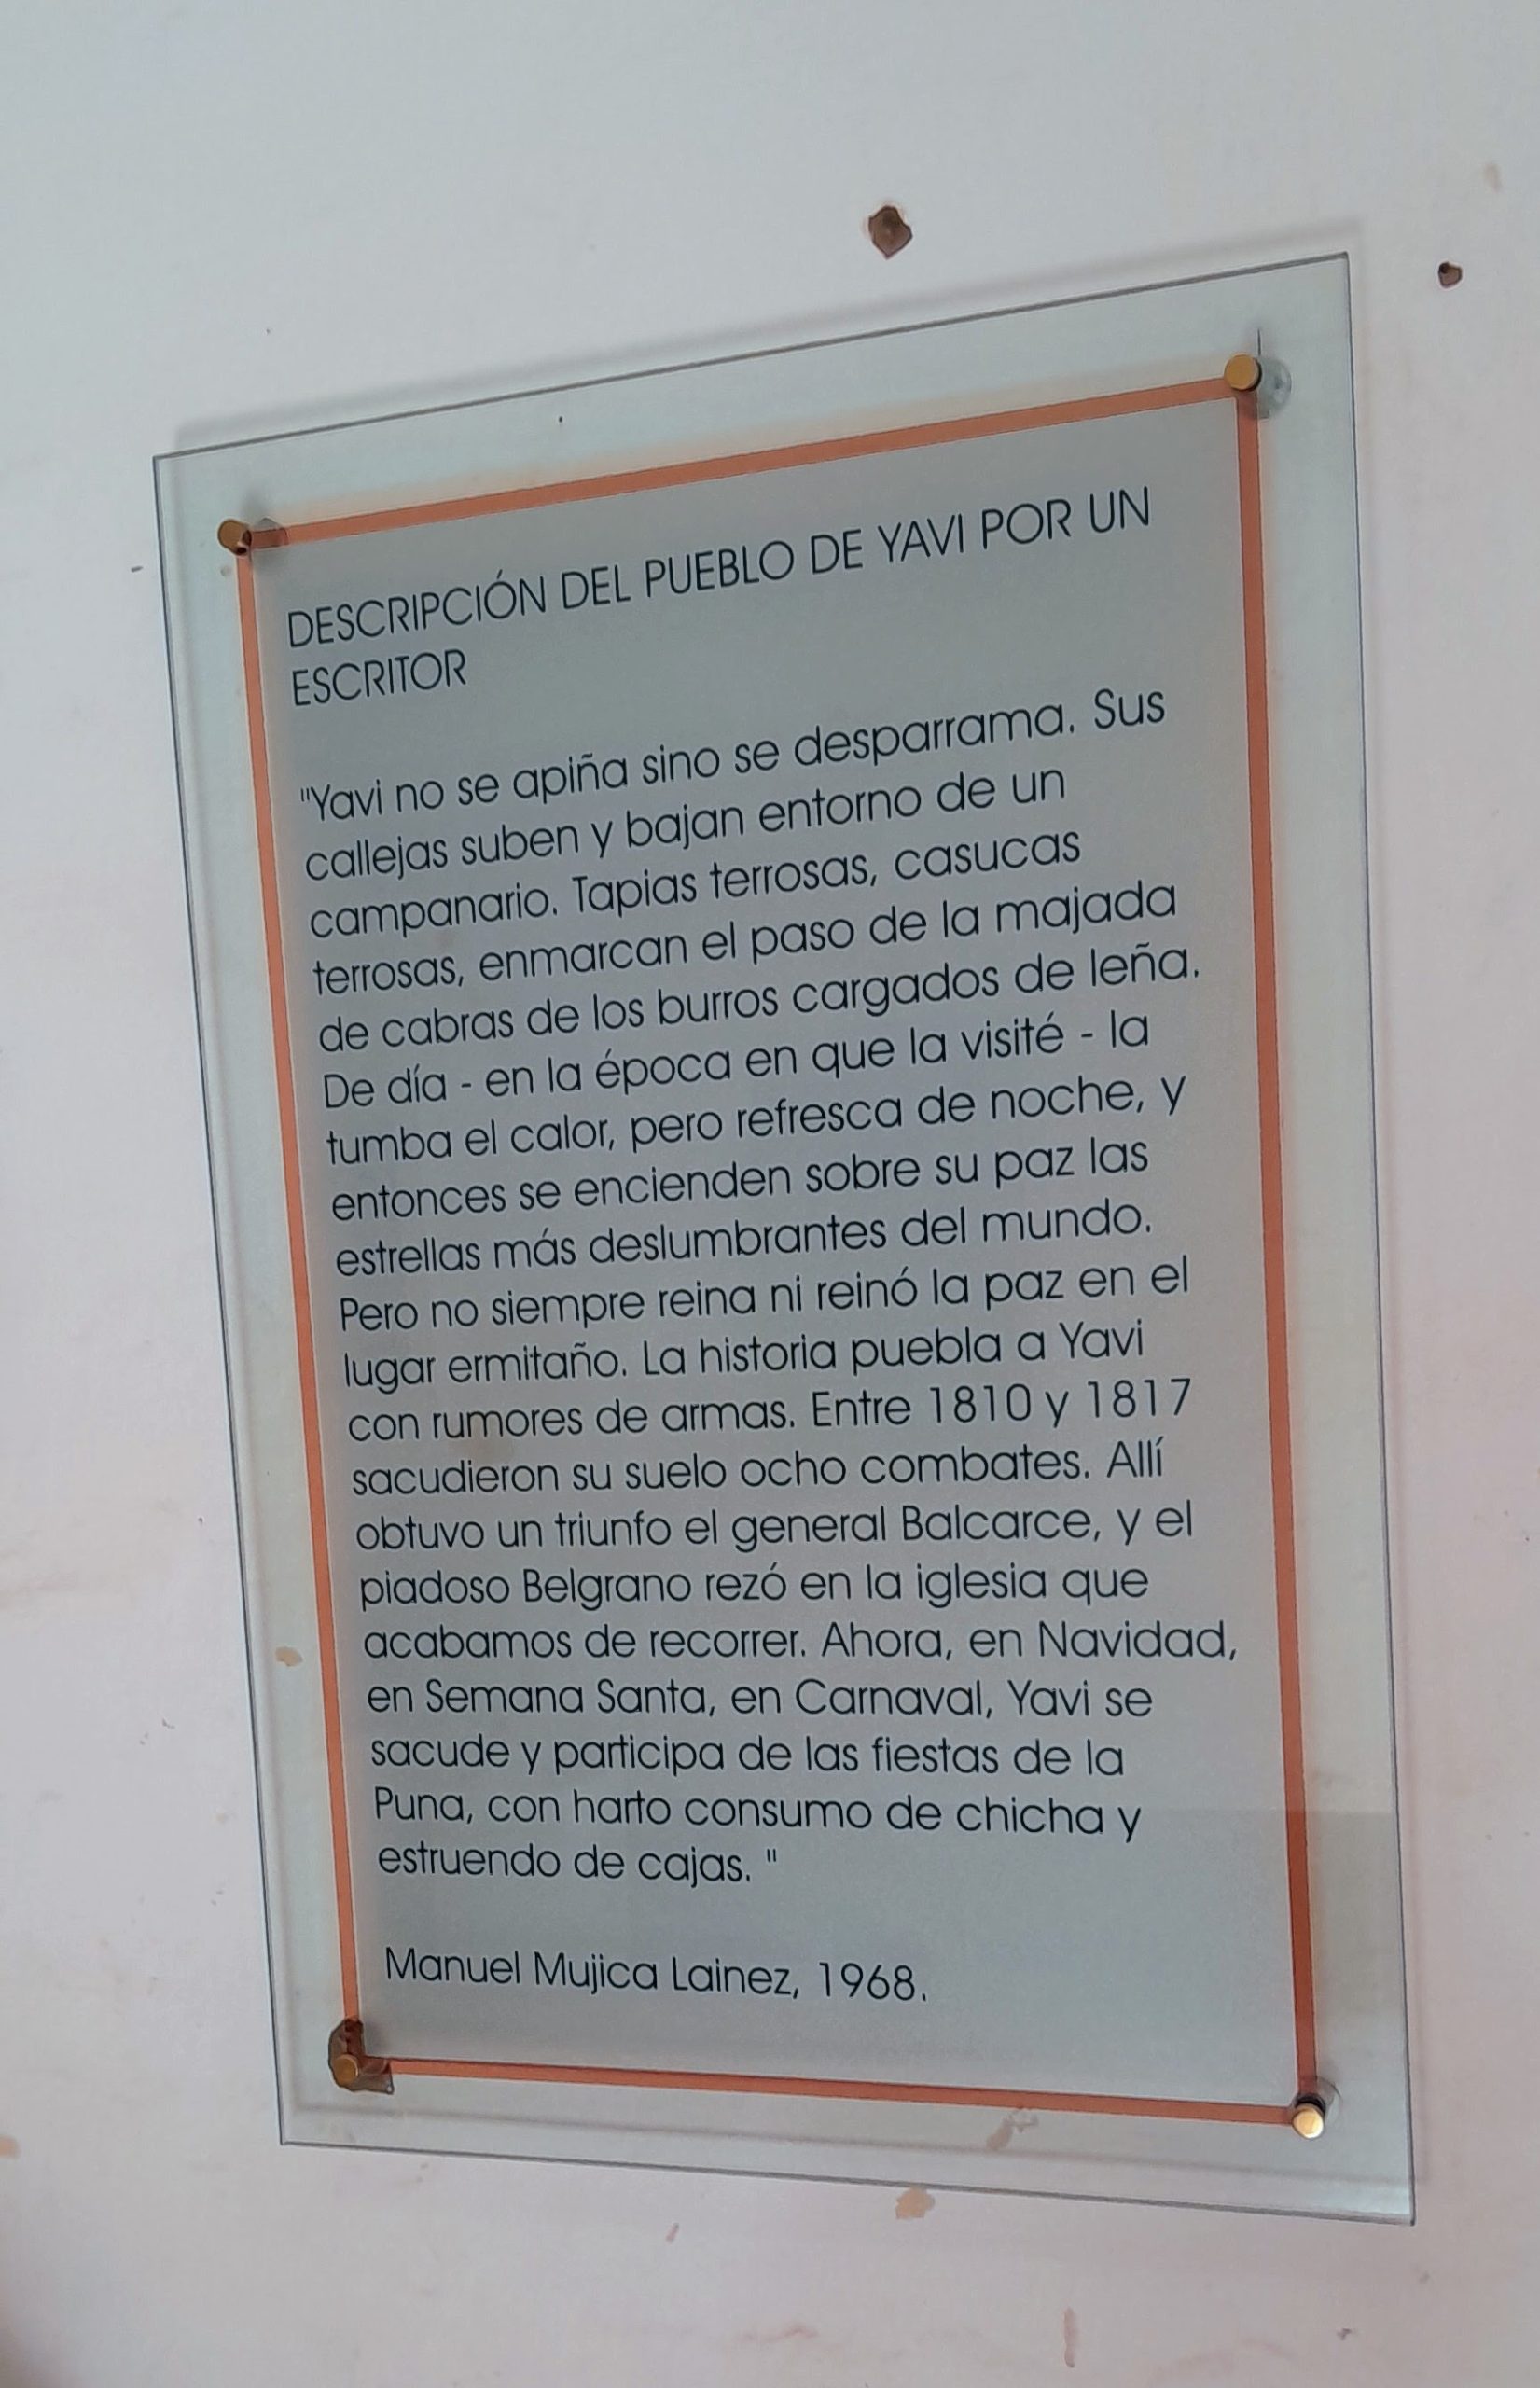 DESCRIPCIÓN DEL PUEBLO DE YAVI POR UN
ESCRITOR
"Yavi no se apiña sino se desparrama. Sus
callejas suben y bajan entorno de un
campanario. Tapias terrosas, casucas
terrosas, enmarcan el paso de la majada
de cabras de los burros cargados de leña.
De día - en la época en que la visité - la
tumba el calor, pero refresca de noche, y
entonces se encienden sobre su paz las
estrellas más deslumbrantes del mundo.
Pero no siempre reina ni reinó la paz en el
lugar ermitaño. La historia puebla a Yavi
con rumores de armas. Entre 1810 y 1817
sacudieron su suelo ocho combates. Allí
obtuvo un triunfo el general Balcarce, y el
piadoso Belgrano rezó en la iglesia que
acabamos de recorrer. Ahora, en Navidad,
en Semana Santa, en Carnaval, Yavi se
sacude y participa de las fiestas de la
Puna, con harto consumo de chicha y
estruendo de cajas. "
Manuel Mujica Lainez, 1968.